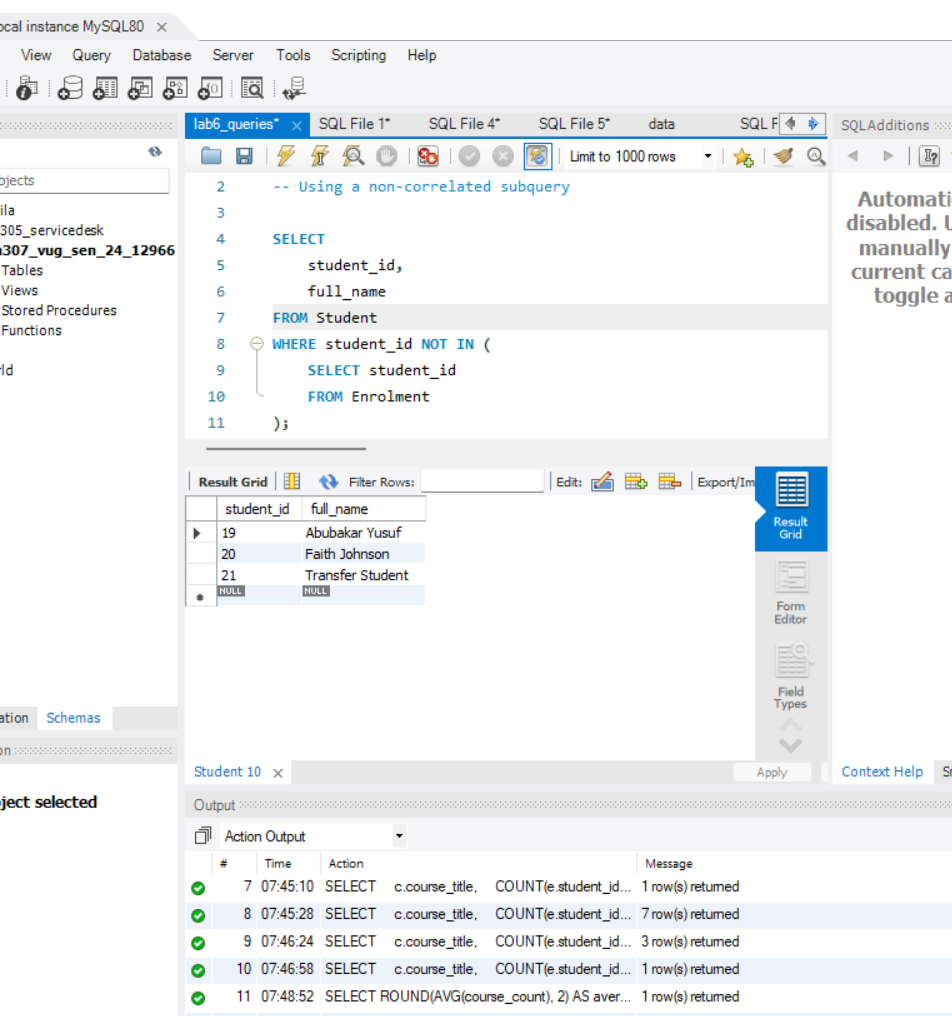 ocal instance MySQL80 ×
View Query Database Server Tools Scripting Help
lab6_queries* × SQL File 1* SQL File 4* SQL File 5* data SQL F
SQLAdditions
Limit to 1000 rows
bjects
ila
305_servicedesk
a307_vug_sen_24_12966
Tables
Views
Stored Procedures
Functions
rld
2 -- Using a non-correlated subquery
3
4 SELECT
5 student_id,
6 full_name
7 FROM Student
8 WHERE student_id NOT IN (
9 SELECT student_id
10 FROM Enrolment
11 );
Automati
disabled. U
manually
current ca
toggle a
Result Grid Filter Rows: Edit: Export/Im
student_id full_name
19 Abubakar Yusuf
20 Faith Johnson
21 Transfer Student
NULL NULL
Result
Grid
Form
Editor
Field
Types
ation Schemas
on
ject selected
Student 10 ×
Apply
Context Help Sn
Output
Action Output
# Time Action Message
7 07:45:10 SELECT c.course_title, COUNT(e.student_id... 1 row(s) returned
8 07:45:28 SELECT c.course_title, COUNT(e.student_id... 7 row(s) returned
9 07:46:24 SELECT c.course_title, COUNT(e.student_id... 3 row(s) returned
10 07:46:58 SELECT c.course_title, COUNT(e.student_id... 1 row(s) returned
11 07:48:52 SELECT ROUND(AVG(course_count), 2) AS aver... 1 row(s) returned